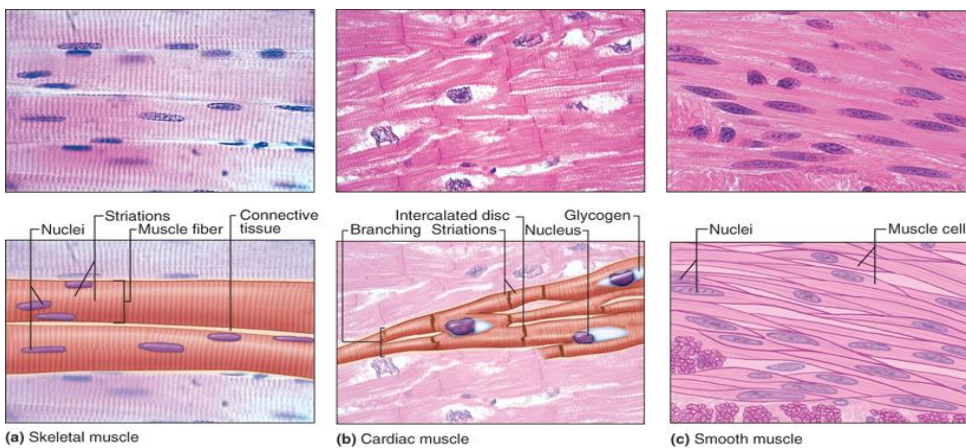 Nuclei
Striations
Muscle fiber
Connective
tissue
Branching
Intercalated disc
Striations
Nucleus
Glycogen
Nuclei
Muscle cell
(a) Skeletal muscle
(b) Cardiac muscle
(c) Smooth muscle